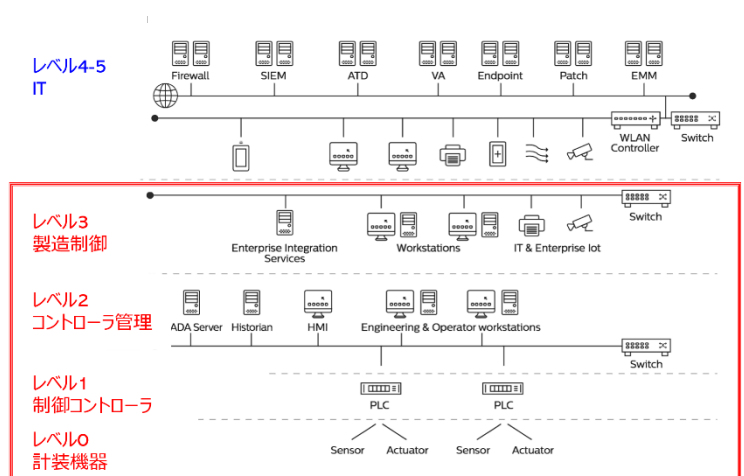 レベル4-5
IT
Firewall
SIEM
ATD
VA
Endpoint
Patch
EMM
WLAN
Controller
Switch
レベル3
製造制御
Enterprise Integration
Services
Workstations
IT & Enterprise Iot
Switch
レベル2
コントローラ管理
ADA Server
Historian
HMI
Engineering & Operator workstations
Switch
レベル1
制御コントローラ
PLC
PLC
レベル0
計装機器
Sensor
Actuator
Sensor
Actuator